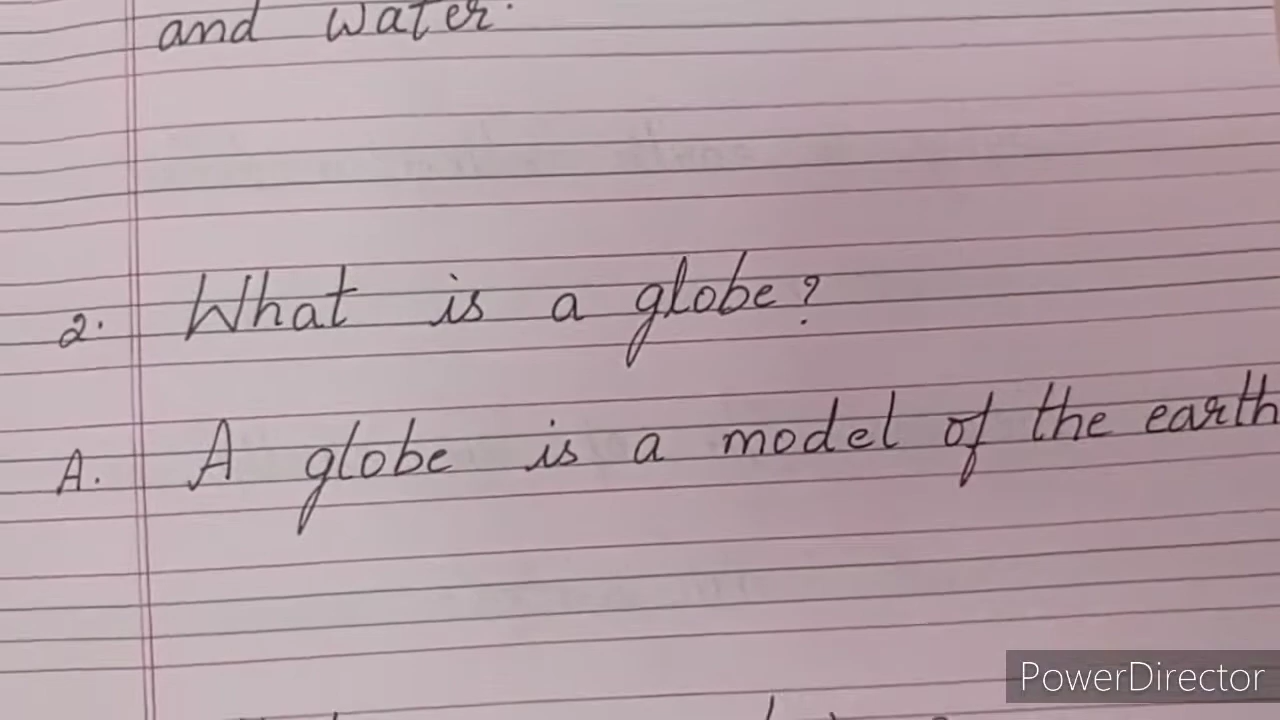 and water.
2. What is a globe?
A. A globe is a model of the earth
PowerDirector